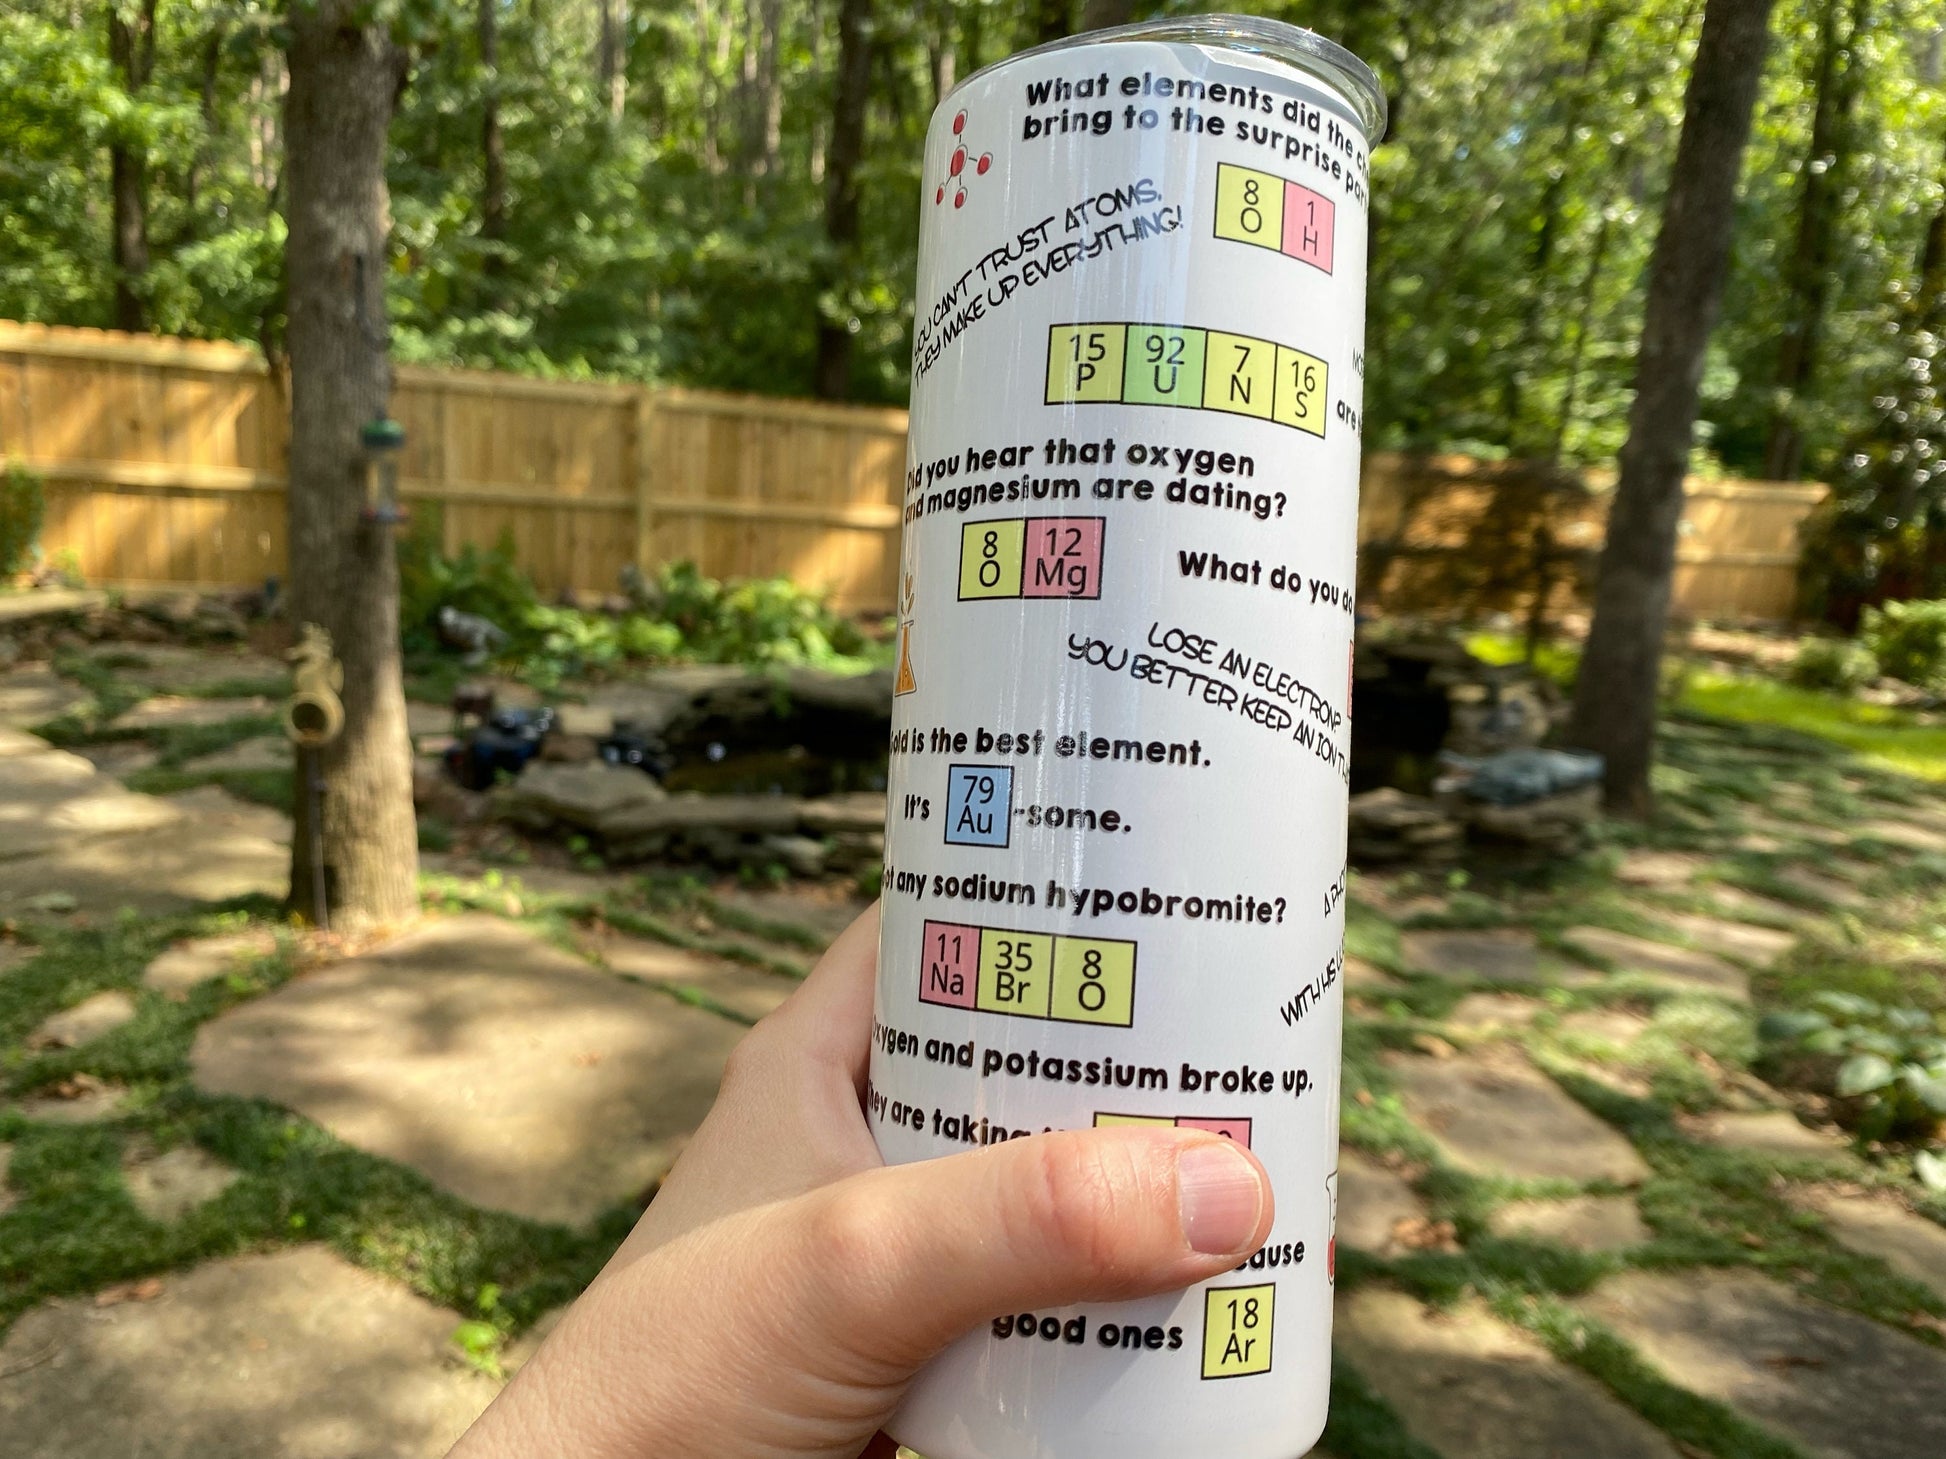 What elements did the
bring to the surprise
8 1
O H
YOU CAN'T TRUST ATOMS.
THEY MAKE UP EVERYTHING!
15 92 7 16
P U N S
are
Did you hear that oxygen
and magnesium are dating?
8 12
O Mg
What do you
LOSE AN ELECTRON?
YOU BETTER KEEP AN ION
Gold is the best element.
It's 79 -some.
Au
Got any sodium hypobromite?
11 35 8
Na Br O
WITH HIS
Oxygen and potassium broke up.
They are taking
good ones 18
Ar